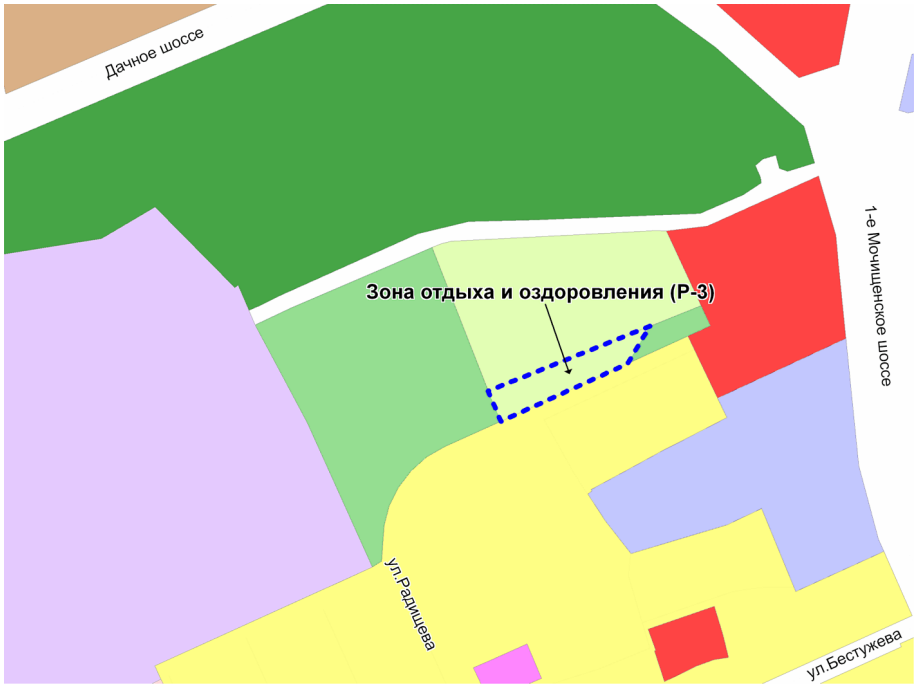 Дачное шоссе
1-е Мочищенское шоссе
Зона отдыха и оздоровления (Р-3)
ул.Радищева
ул.Бестужева